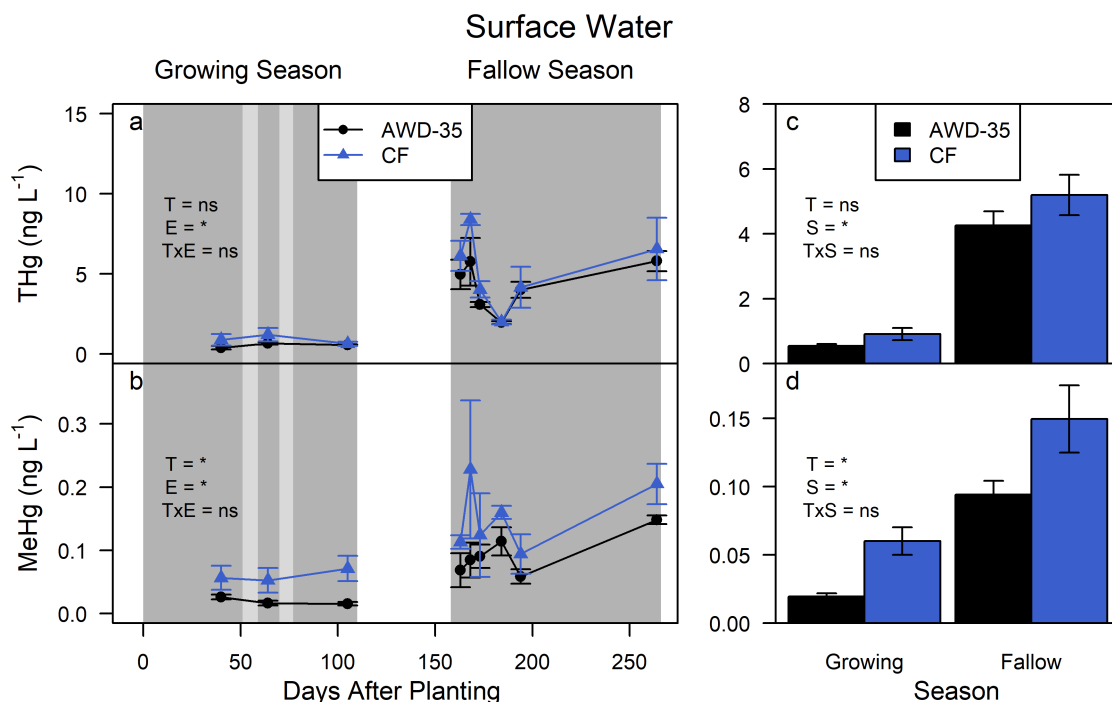 Surface Water
Growing Season
Fallow Season
a
AWD-35
CF
T = ns
E = *
TxE = ns
15
10
5
0
THg (ng L⁻¹)
b
T = *
E = *
TxE = ns
0.3
0.2
0.1
0.0
MeHg (ng L⁻¹)
0 50 100 150 200 250
Days After Planting
c
AWD-35
CF
T = ns
S = *
TxS = ns
8
6
4
2
0
d
T = *
S = *
TxS = ns
0.15
0.10
0.05
0.00
Growing Fallow
Season